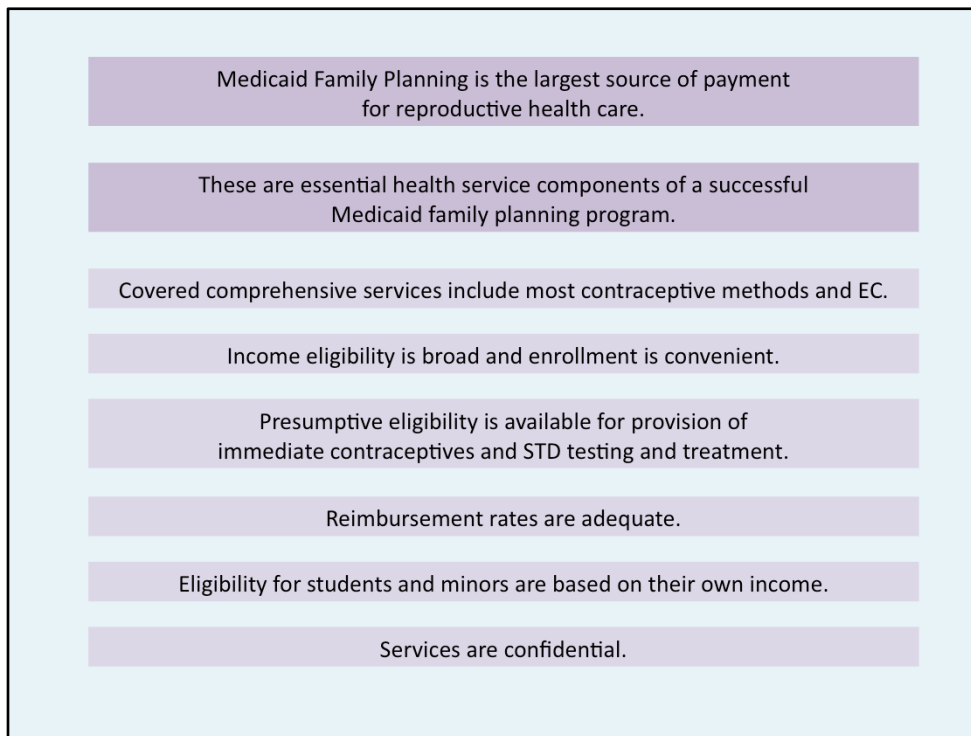 Medicaid Family Planning is the largest source of payment
for reproductive health care.
These are essential health service components of a successful
Medicaid family planning program.
Covered comprehensive services include most contraceptive methods and EC.
Income eligibility is broad and enrollment is convenient.
Presumptive eligibility is available for provision of
immediate contraceptives and STD testing and treatment.
Reimbursement rates are adequate.
Eligibility for students and minors are based on their own income.
Services are confidential.